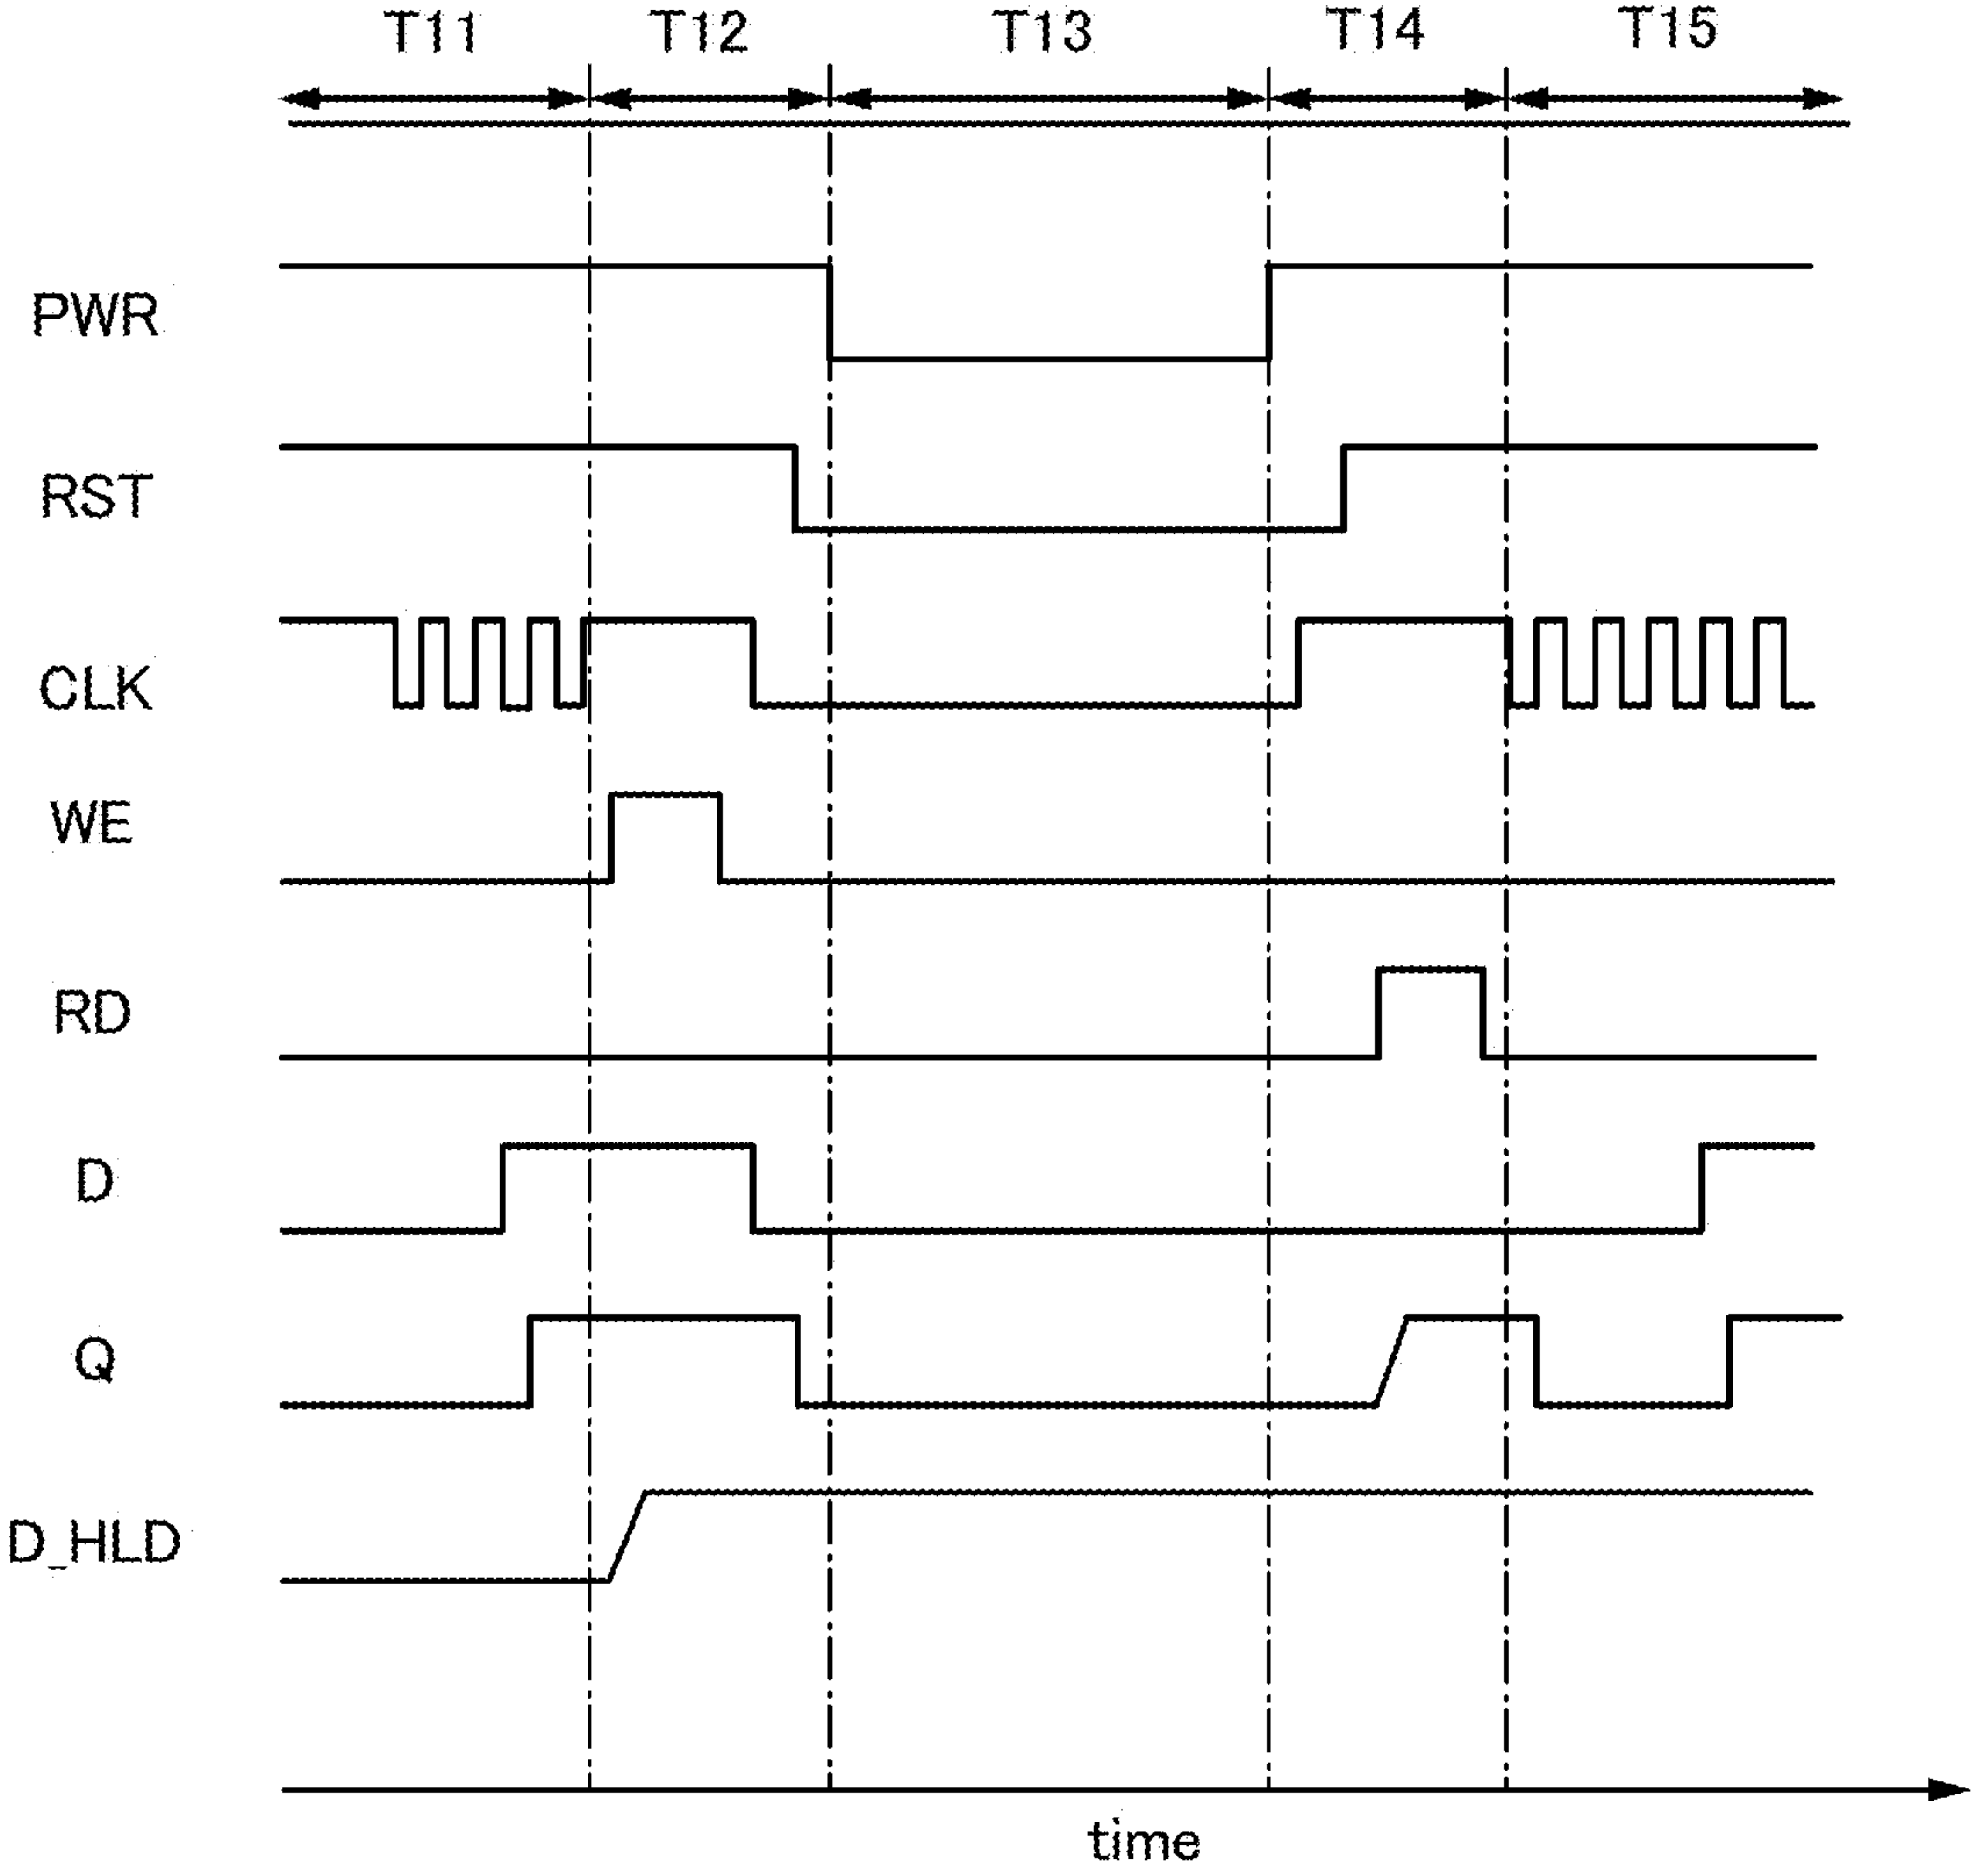 T11 T12 T13 T14 T15
PWR
RST
CLK
WE
RD
D
Q
D_HLD
time